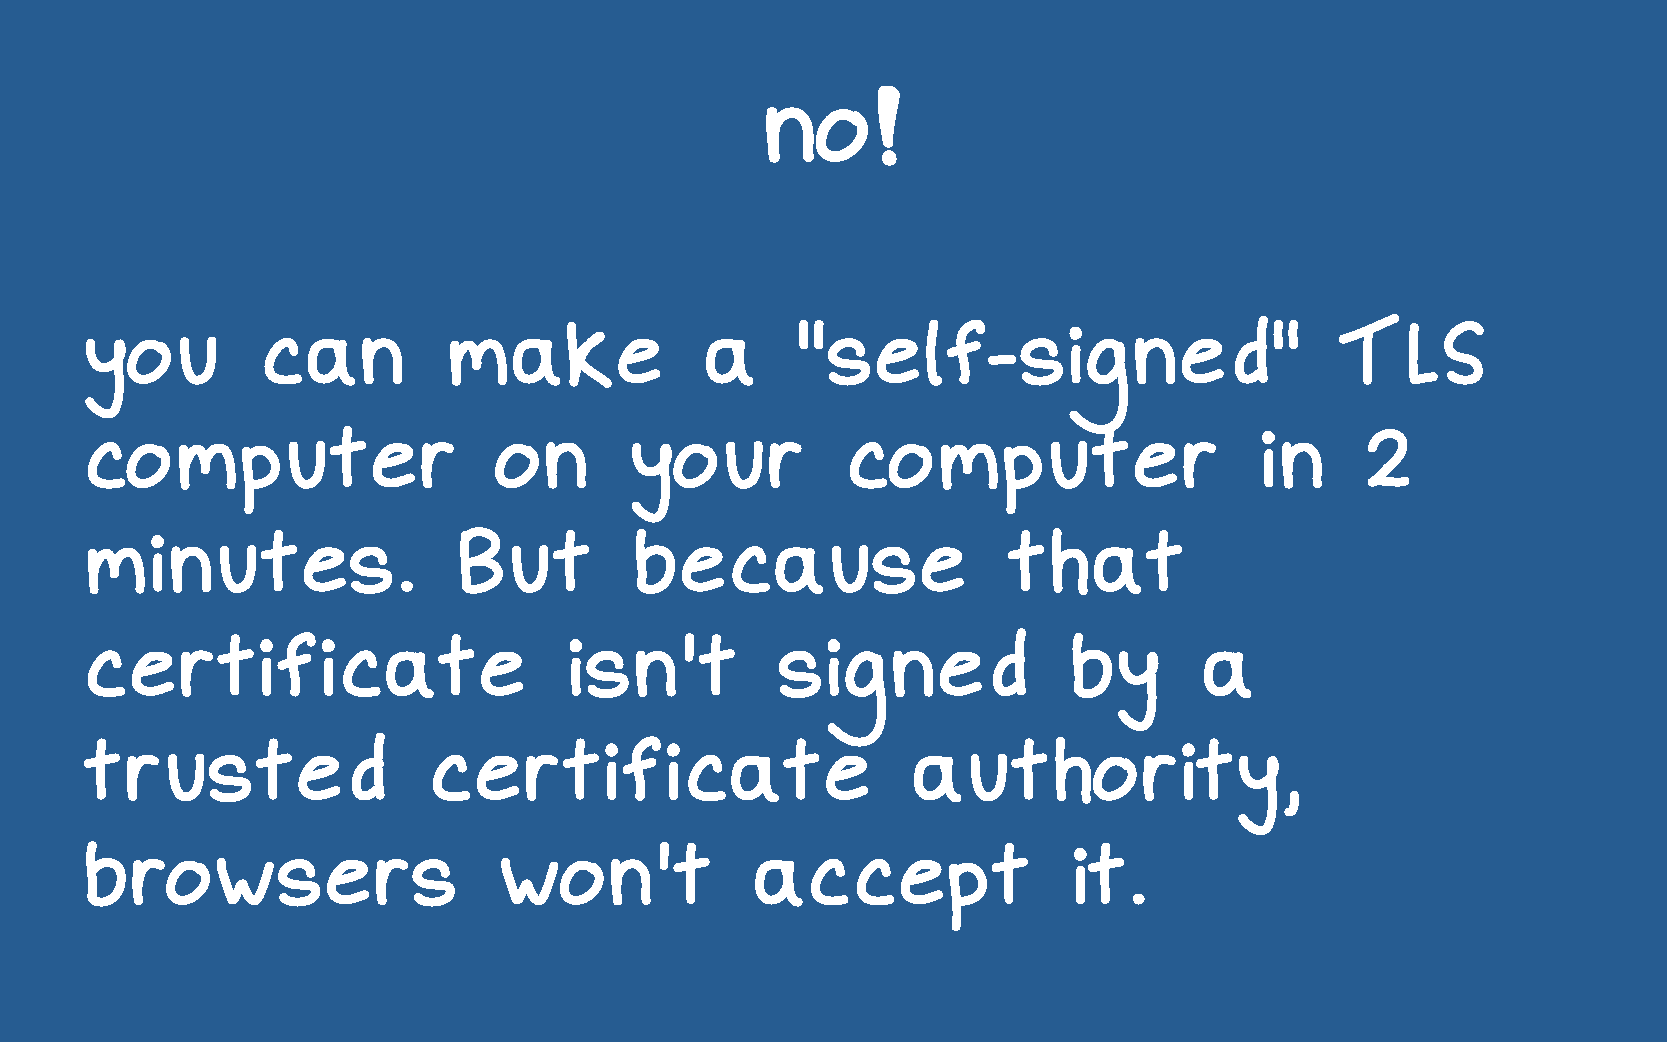 no!
you can make a "self-signed" TLS
computer on your computer in 2
minutes. But because that
certificate isn't signed by a
trusted certificate authority,
browsers won't accept it.